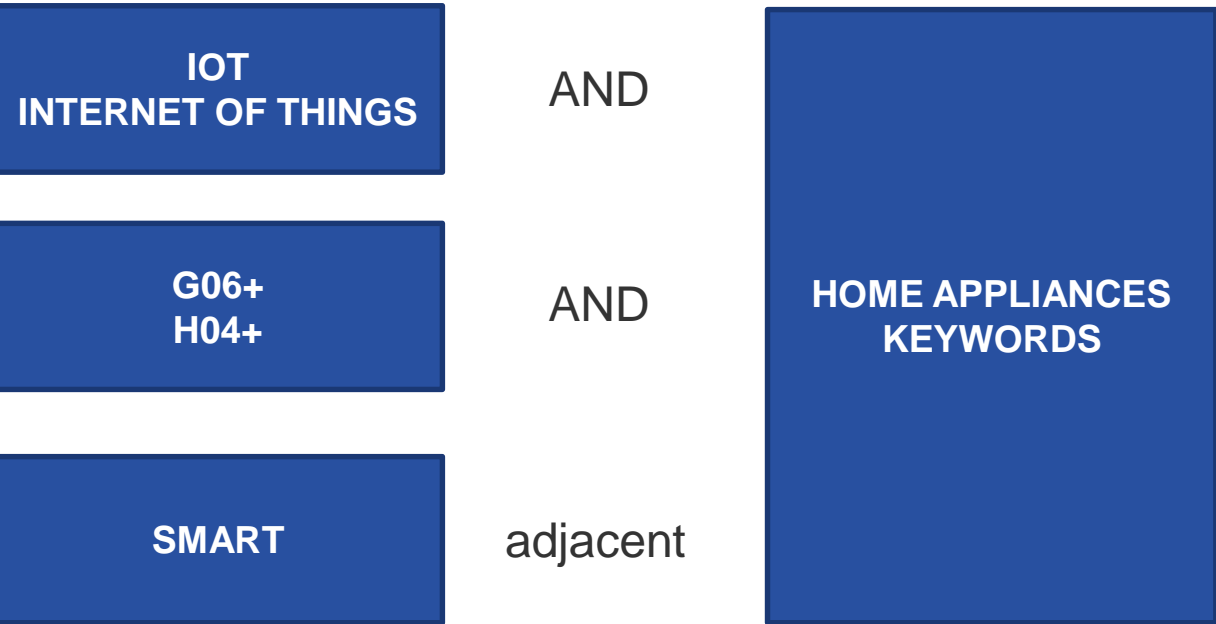 IOT
INTERNET OF THINGS
AND
G06+
H04+
AND
SMART
adjacent
HOME APPLIANCES
KEYWORDS